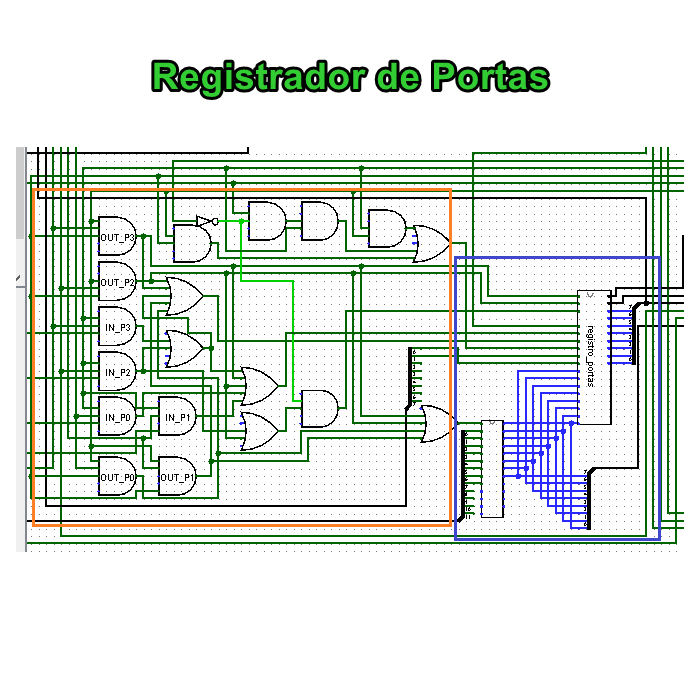 Registrador de Portas
OUT_P3
OUT_P2
IN_P3
IN_P2
IN_P0
IN_P1
OUT_P0
OUT_P1
registro_portas